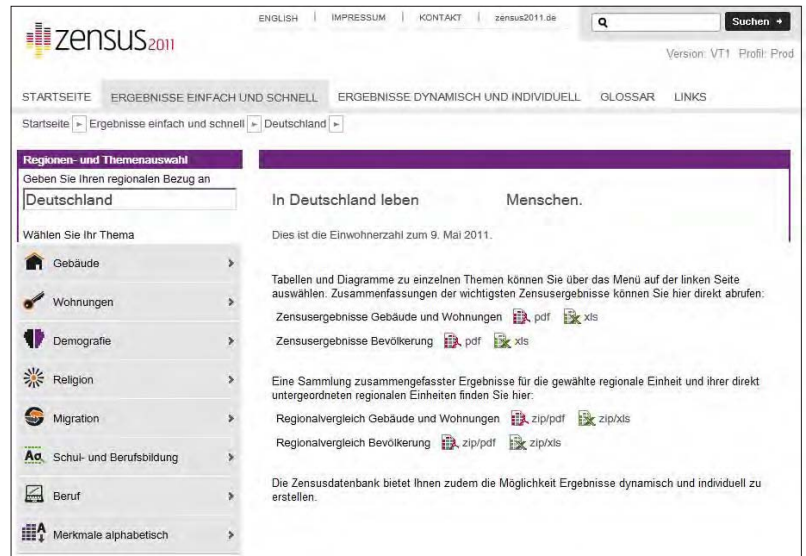 ENGLISH | IMPRESSUM | KONTAKT | zensus2011.de
Suchen
zensus2011
Version: VT1 Profil: Prod
STARTSEITE ERGEBNISSE EINFACH UND SCHNELL ERGEBNISSE DYNAMISCH UND INDIVIDUELL GLOSSAR LINKS
Startseite Ergebnisse einfach und schnell Deutschland
Regionen- und Themenauswahl
Geben Sie Ihren regionalen Bezug an
Deutschland
Wählen Sie Ihr Thema
Gebäude
Wohnungen
Demografie
Religion
Migration
Aa Schul- und Berufsbildung
Beruf
A Merkmale alphabetisch
In Deutschland leben Menschen.
Dies ist die Einwohnerzahl zum 9. Mai 2011.
Tabellen und Diagramme zu einzelnen Themen können Sie über das Menü auf der linken Seite
auswählen. Zusammenfassungen der wichtigsten Zensusergebnisse können Sie hier direkt abrufen:
Zensusergebnisse Gebäude und Wohnungen pdf xls
Zensusergebnisse Bevölkerung pdf xls
Eine Sammlung zusammengefasster Ergebnisse für die gewählte regionale Einheit und ihrer direkt
untergeordneten regionalen Einheiten finden Sie hier:
Regionalvergleich Gebäude und Wohnungen zip/pdf zip/xls
Regionalvergleich Bevölkerung zip/pdf zip/xls
Die Zensusdatenbank bietet Ihnen zudem die Möglichkeit Ergebnisse dynamisch und individuell zu
erstellen.